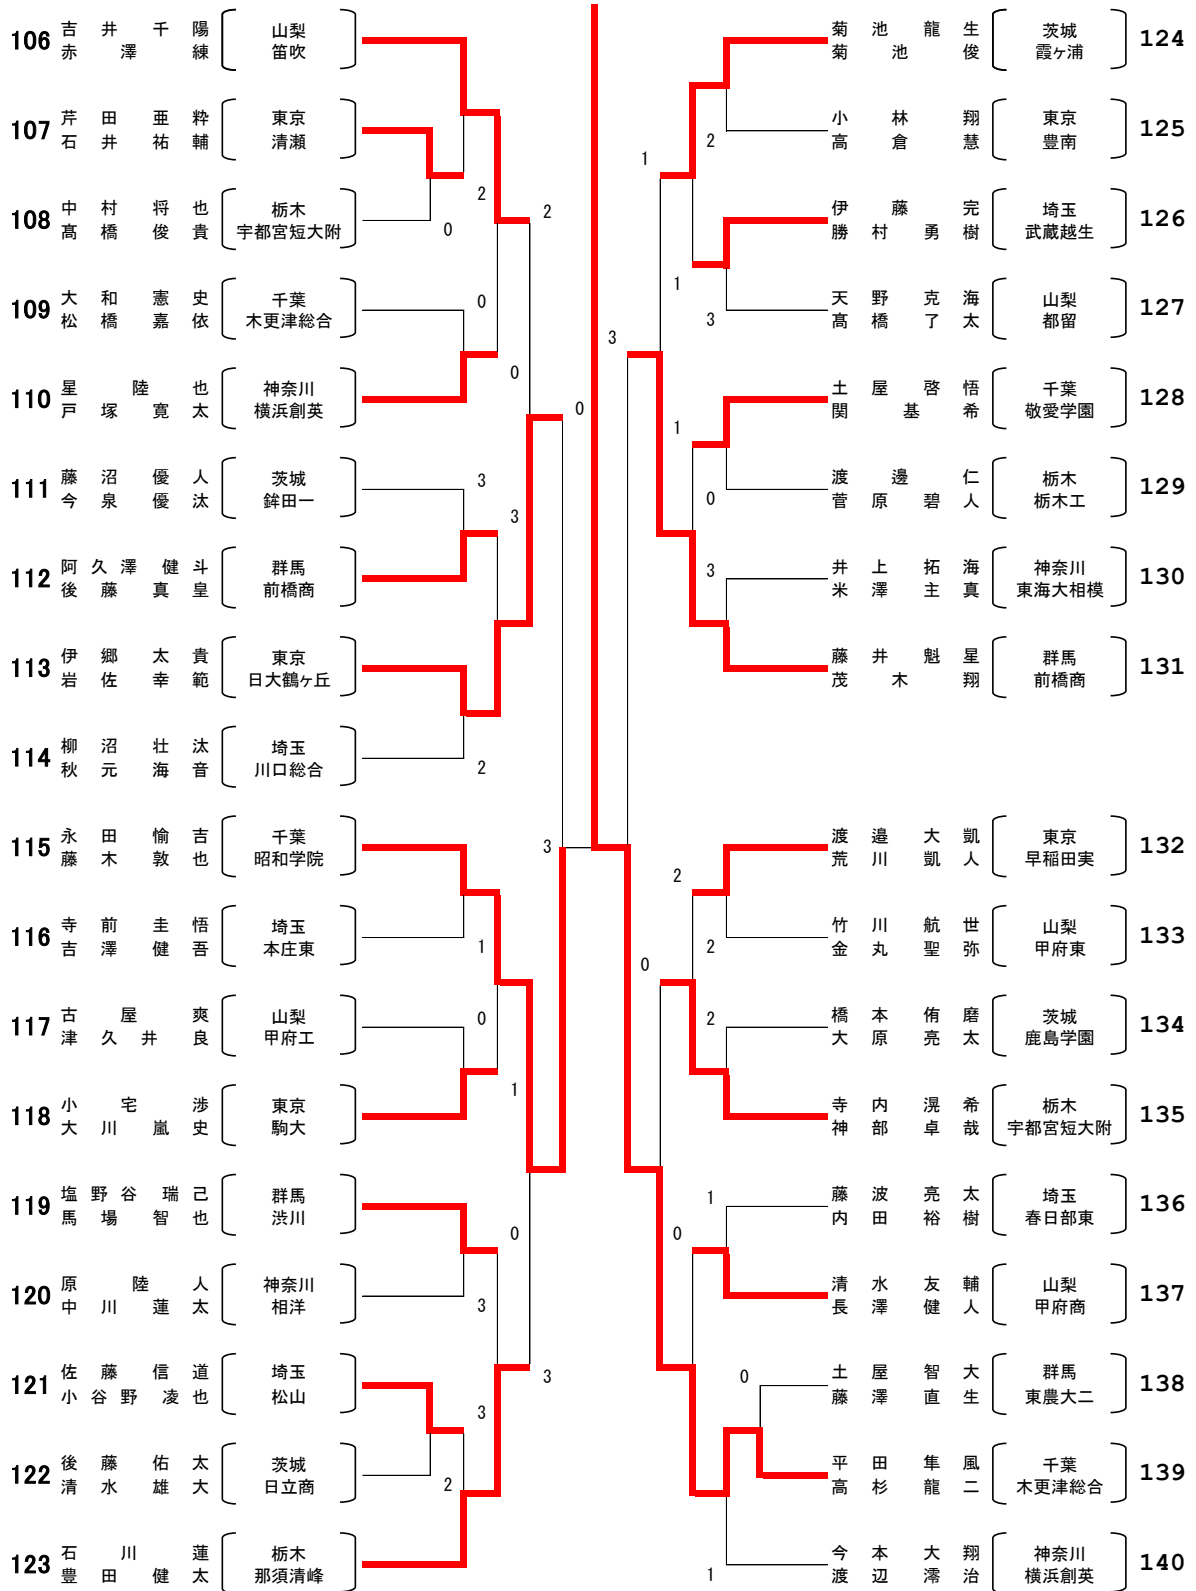 106 吉井千陽 山梨
赤澤練 笛吹
107 芹田亜粋 東京
石井祐輔 清瀬
108 中村将也 栃木
髙橋俊貴 宇都宮短大附
109 大和憲史 千葉
松橋嘉依 木更津総合
110 星陸也 神奈川
戸塚寛太 横浜創英
111 藤沼優人 茨城
今泉優汰 鉾田一
112 阿久澤健斗 群馬
後藤真皇 前橋商
113 伊郷太貴 東京
岩佐幸範 日大鶴ヶ丘
114 柳沼壮汰 埼玉
秋元海音 川口総合
115 永田愉吉 千葉
藤木敦也 昭和学院
116 寺前圭悟 埼玉
吉澤健吾 本庄東
117 古屋爽 山梨
津久井良 甲府工
118 小宅渉 東京
大川嵐史 駒大
119 塩野谷瑞己 群馬
馬場智也 渋川
120 原陸人 神奈川
中川蓮太 相洋
121 佐藤信道 埼玉
小谷野凌也 松山
122 後藤佑太 茨城
清水雄大 日立商
123 石川蓮 栃木
豊田健太 那須清峰
2
0
2
0
0
3
3
2
0
3
1
0
1
0
3
3
3
2
菊池龍生 茨城 124
菊池俊 霞ヶ浦
小林翔 東京 125
高倉慧 豊南
伊藤完 埼玉 126
勝村勇樹 武蔵越生
天野克海 山梨 127
髙橋了太 都留
土屋啓悟 千葉 128
関基希 敬愛学園
渡邊仁 栃木 129
菅原碧人 栃木工
井上拓海 神奈川 130
米澤主真 東海大相模
藤井魁星 群馬 131
茂木翔 前橋商
渡邉大凱 東京 132
荒川凱人 早稲田実
竹川航世 山梨 133
金丸聖弥 甲府東
橋本侑磨 茨城 134
大原亮太 鹿島学園
寺内滉希 栃木 135
神部卓哉 宇都宮短大附
藤波亮太 埼玉 136
内田裕樹 春日部東
清水友輔 山梨 137
長澤健人 甲府商
土屋智大 群馬 138
藤澤直生 東農大二
平田隼風 千葉 139
高杉龍二 木更津総合
今本大翔 神奈川 140
渡辺澪治 横浜創英
2
1
1
3
3
1
0
3
2
2
0
2
1
0
0
1